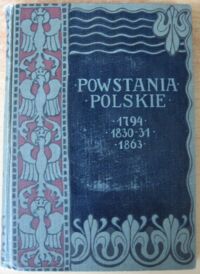 POWSTANIA
POLSKIE
· 1794 ·
· 1830-31 ·
· 1863 ·